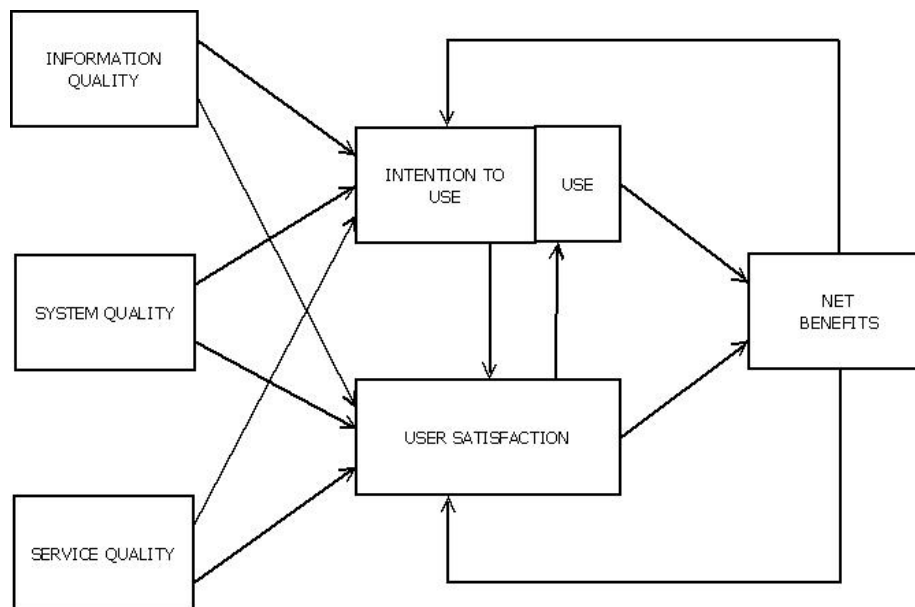 INFORMATION
QUALITY
INTENTION TO
USE
USE
SYSTEM QUALITY
NET
BENEFITS
USER SATISFACTION
SERVICE QUALITY